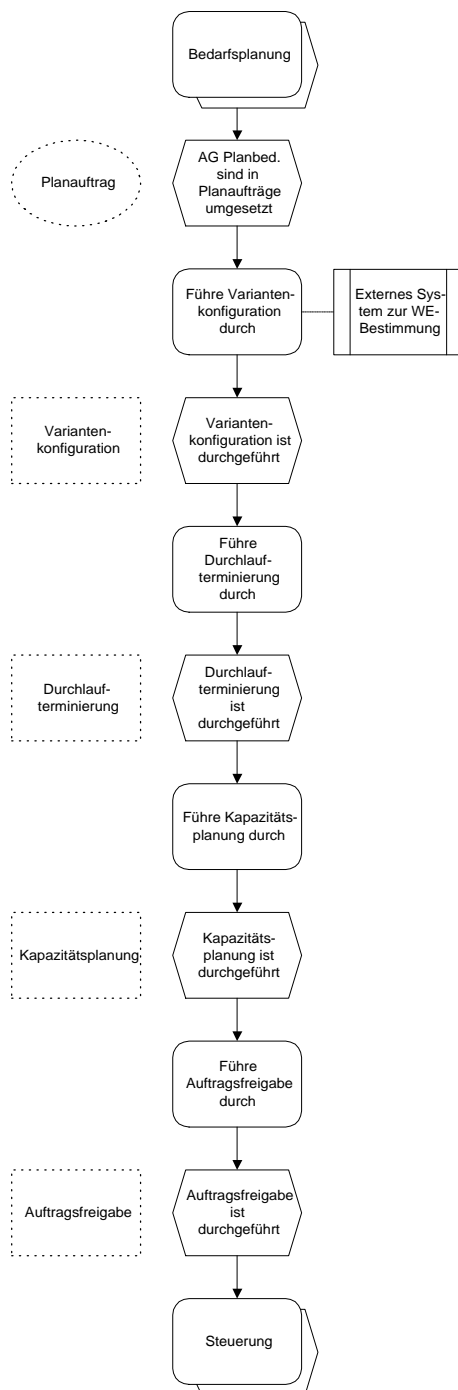 Bedarfsplanung
Planauftrag
AG Planbed.
sind in
Planaufträge
umgesetzt
Führe Varianten-
konfiguration
durch
Externes Sys-
tem zur WE-
Bestimmung
Varianten-
konfiguration
Varianten-
konfiguration ist
durchgeführt
Führe
Durchlauf-
terminierung
durch
Durchlauf-
terminierung
Durchlauf-
terminierung
ist
durchgeführt
Führe Kapazitäts-
planung durch
Kapazitätsplanung
Kapazitäts-
planung ist
durchgeführt
Führe
Auftragsfreigabe
durch
Auftragsfreigabe
Auftragsfreigabe
ist
durchgeführt
Steuerung